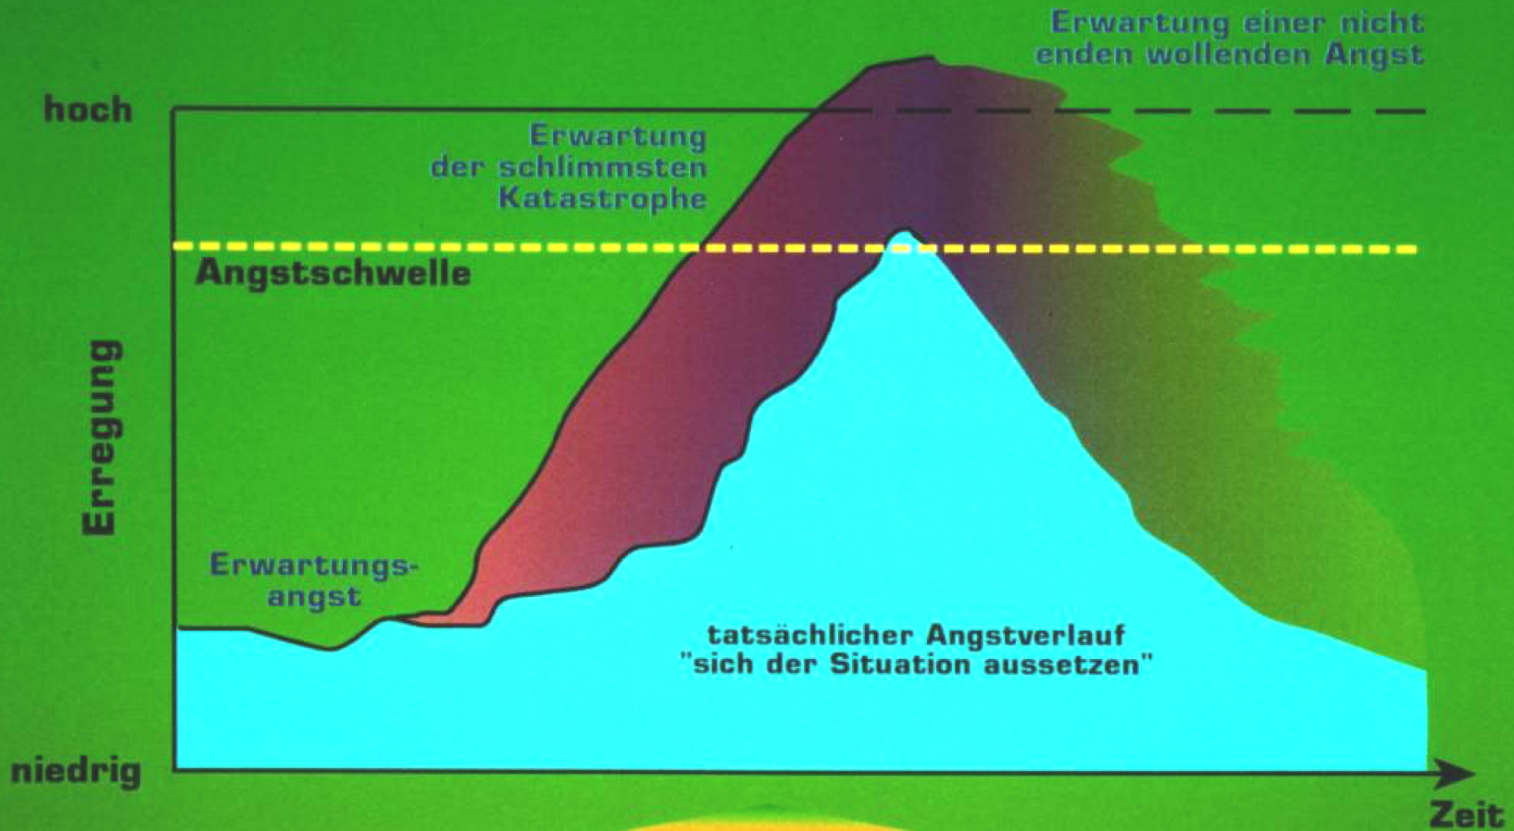 Erwartung einer nicht
enden wollenden Angst
hoch
Erwartung
der schlimmsten
Katastrophe
Angstschwelle
Erregung
Erwartungs-
angst
tatsächlicher Angstverlauf
"sich der Situation aussetzen"
niedrig
Zeit